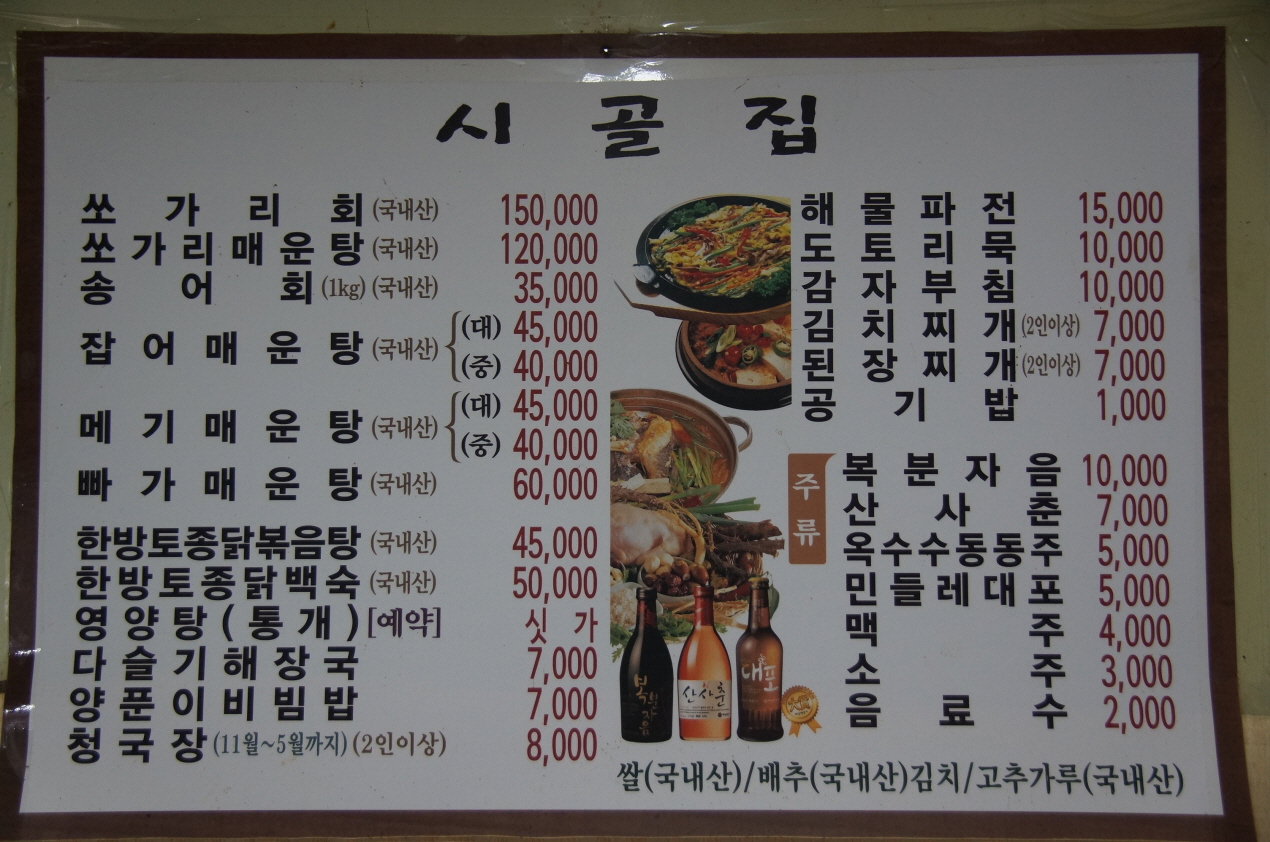 시골집
쏘가리회(국내산) 150,000
쏘가리매운탕(국내산) 120,000
송어회(1kg)(국내산) 35,000
잡어매운탕(국내산) (대) 45,000
(중) 40,000
메기매운탕(국내산) (대) 45,000
(중) 40,000
빠가매운탕(국내산) 60,000
한방토종닭볶음탕(국내산) 45,000
한방토종닭백숙(국내산) 50,000
영양탕(통개)[예약] 싯가
다슬기해장국 7,000
양푼이비빔밥 7,000
청국장(11월~5월까지)(2인이상) 8,000
해물파전 15,000
도토리묵 10,000
감자부침 10,000
김치찌개(2인이상) 7,000
된장찌개(2인이상) 7,000
공기밥 1,000
주류
복분자음 10,000
산사춘 7,000
옥수수동동주 5,000
민들레대포 5,000
맥주 4,000
소주 3,000
음료수 2,000
복분자음
산사춘
대포
쌀(국내산)/배추(국내산)김치/고추가루(국내산)